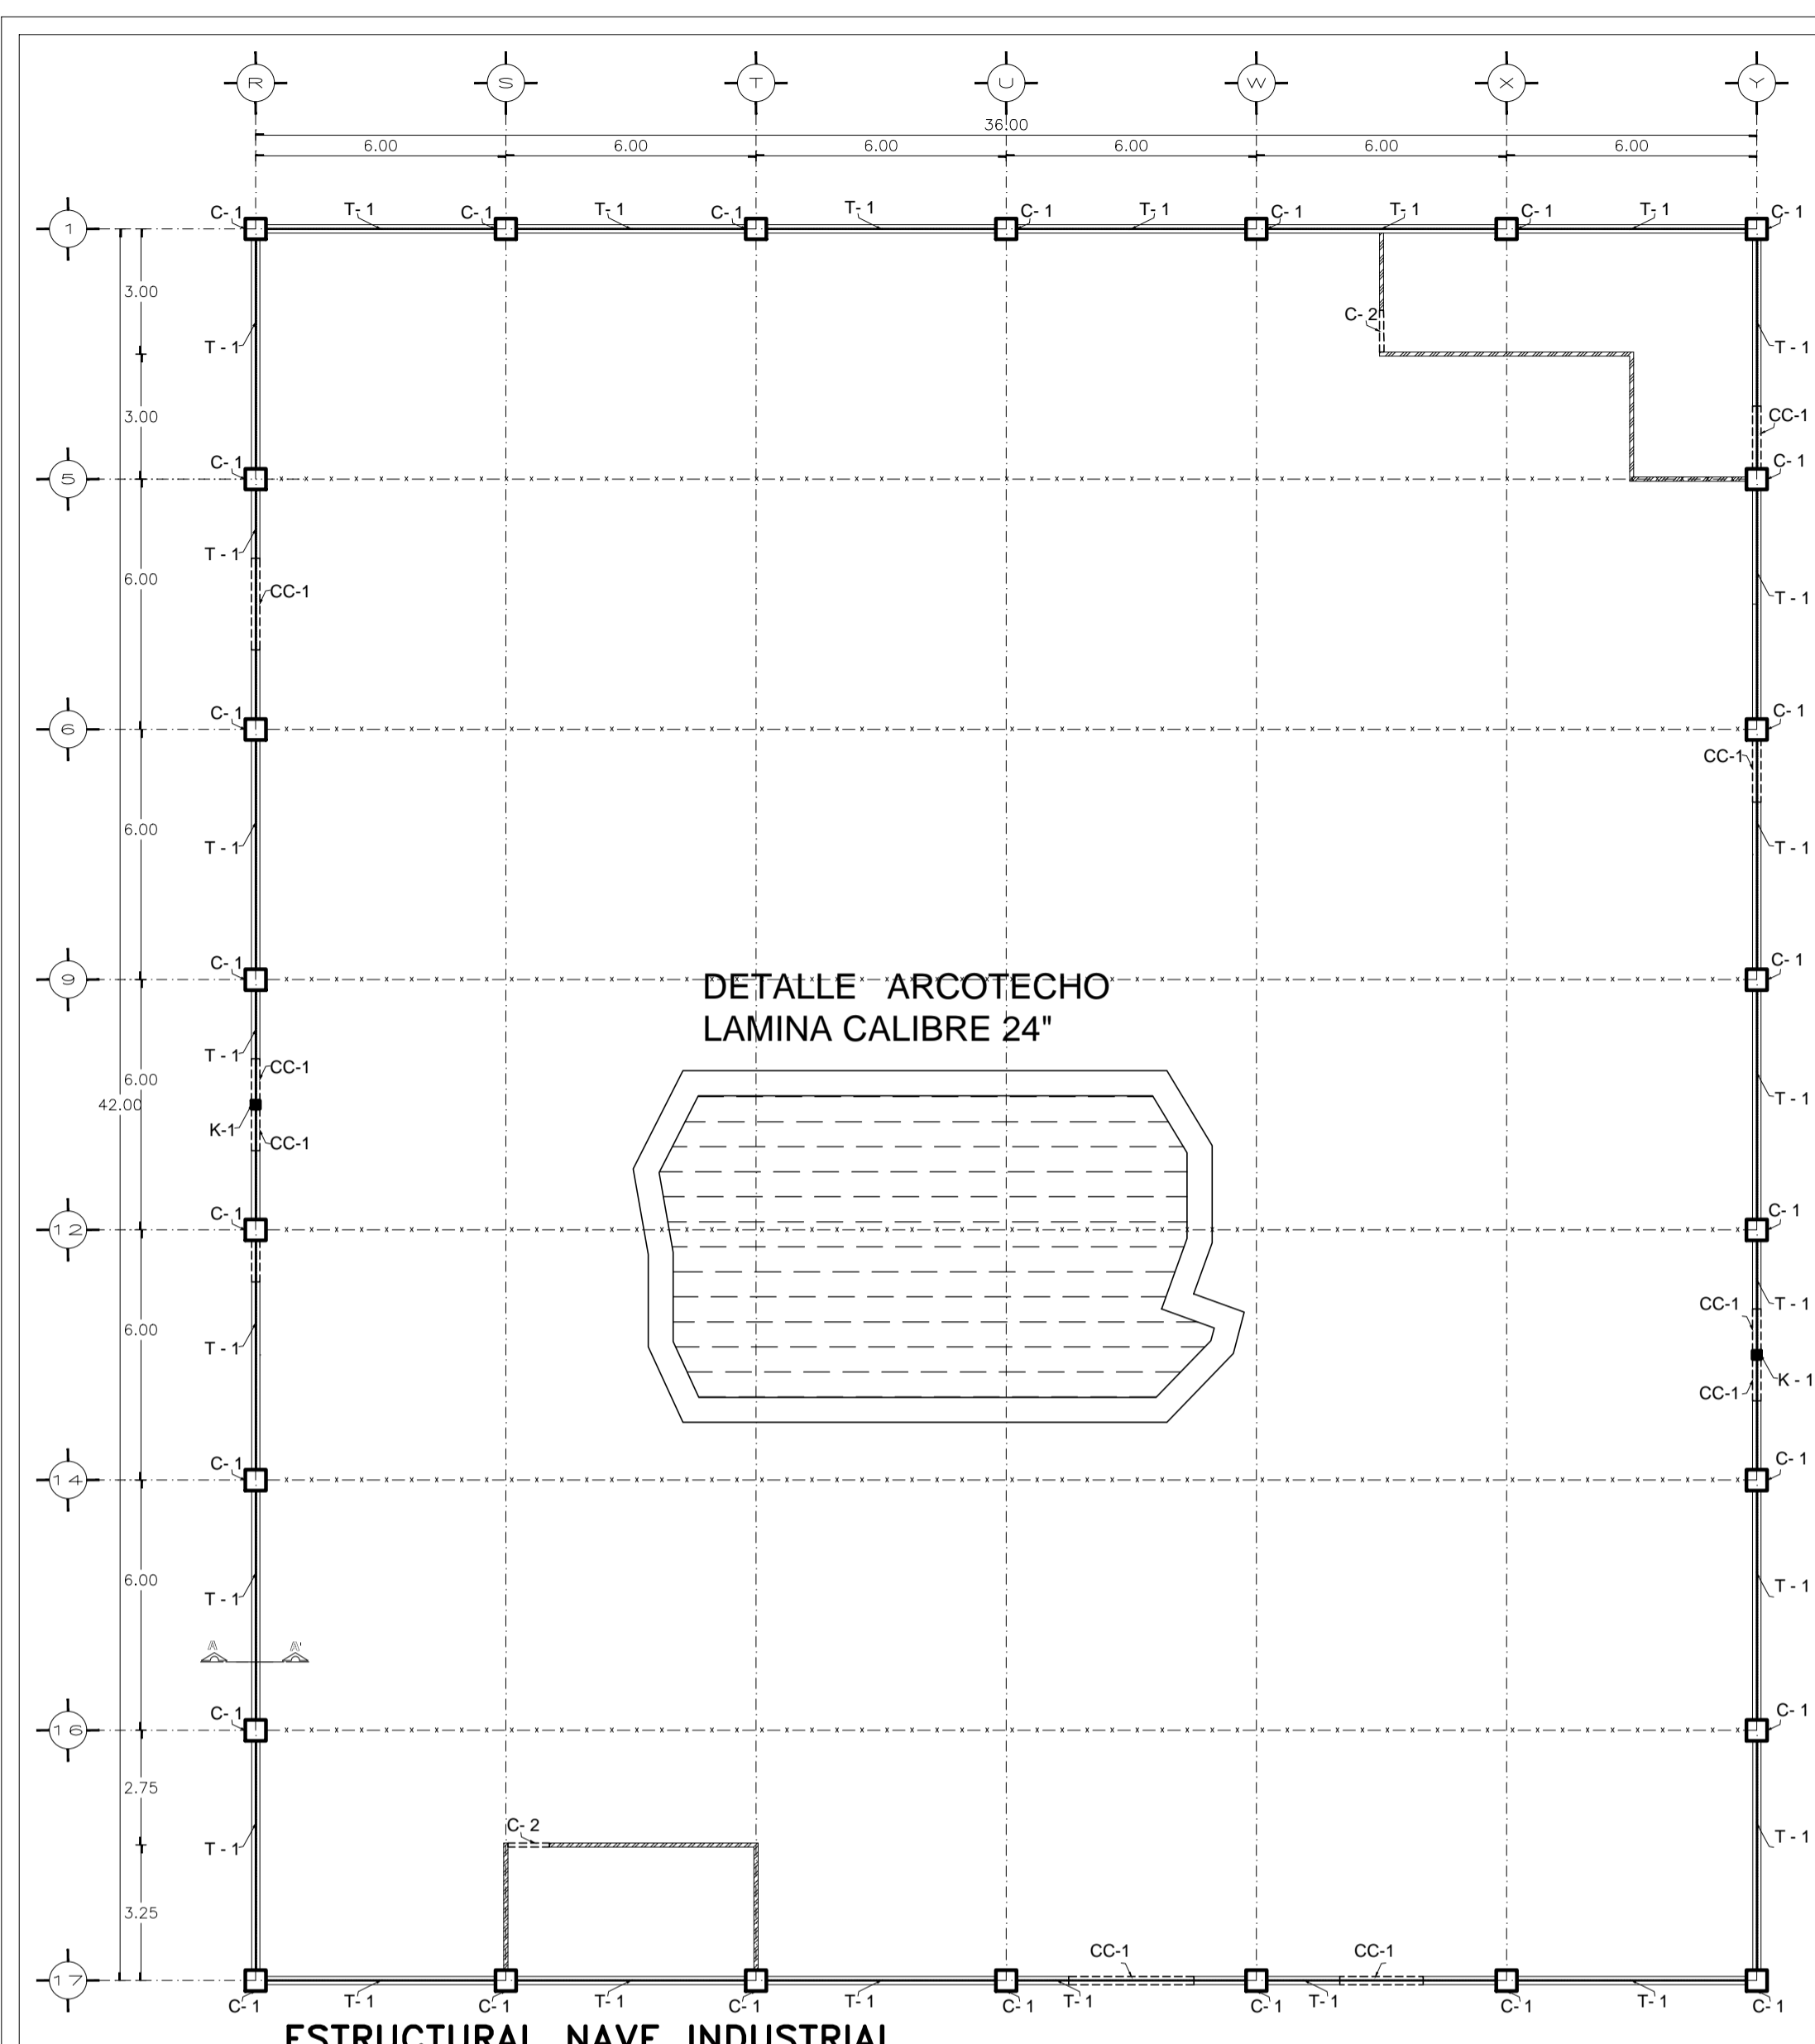 R S T U W X Y
36.00
6.00 6.00 6.00 6.00 6.00 6.00
1
C-1 T-1 C-1 T-1 C-1 T-1 C-1 T-1 C-1 T-1 C-1 T-1 C-1
3.00
C-2
T-1 T-1
3.00
CC-1
5
C-1 C-1
T-1
6.00
CC-1
T-1
6
C-1 C-1
CC-1
6.00
T-1 T-1
9
C-1 C-1
DETALLE ARCOTECHO
LAMINA CALIBRE 24"
T-1
CC-1
6.00
42.00
T-1
K-1
CC-1
12
C-1 C-1
CC-1 T-1
6.00
T-1
K-1
CC-1
14
C-1 C-1
6.00
T-1 T-1
A A'
16
C-1 C-1
2.75
C-2
T-1 T-1
3.25
CC-1 CC-1
17
C-1 T-1 C-1 T-1 C-1 T-1 C-1 T-1 C-1 T-1 C-1 T-1 C-1
ESTRUCTURAL NAVE INDUSTRIAL